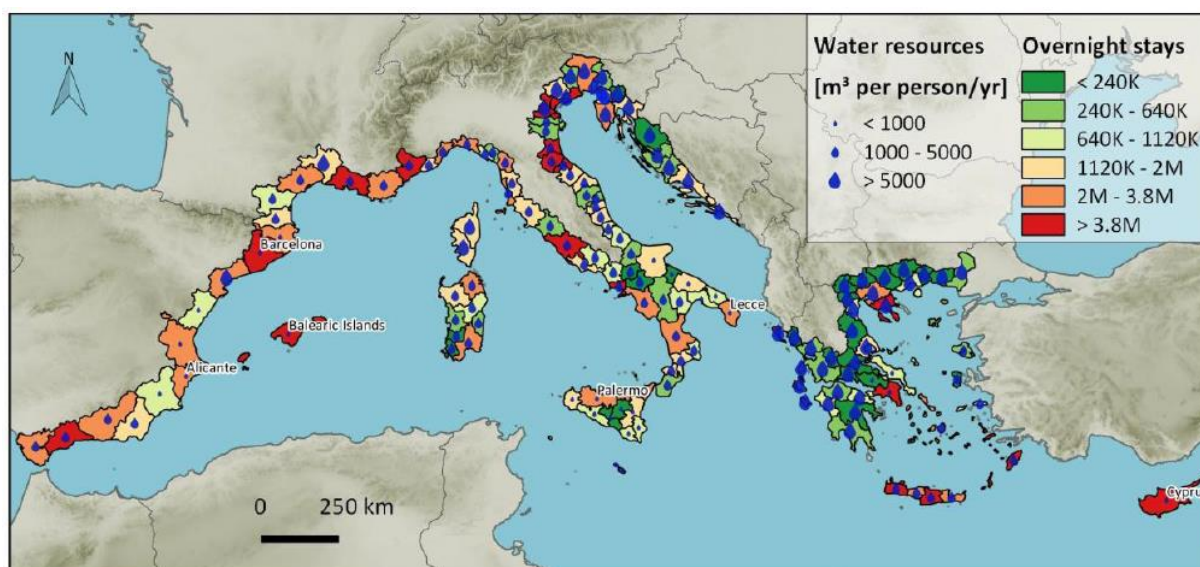 N
Water resources
[m³ per person/yr]
< 1000
1000 - 5000
> 5000
Overnight stays
< 240K
240K - 640K
640K - 1120K
1120K - 2M
2M - 3.8M
> 3.8M
Barcelona
Balearic Islands
Alicante
Lecce
Palermo
Cypru
0 250 km